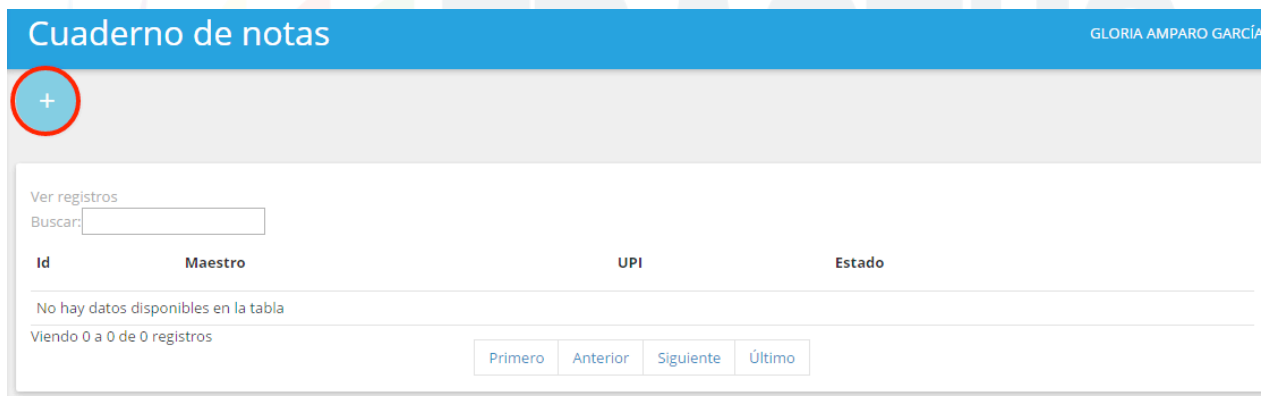 Cuaderno de notas
GLORIA AMPARO GARCÍA
+
Ver registros
Buscar:
Id Maestro UPI Estado
No hay datos disponibles en la tabla
Viendo 0 a 0 de 0 registros
Primero Anterior Siguiente Último